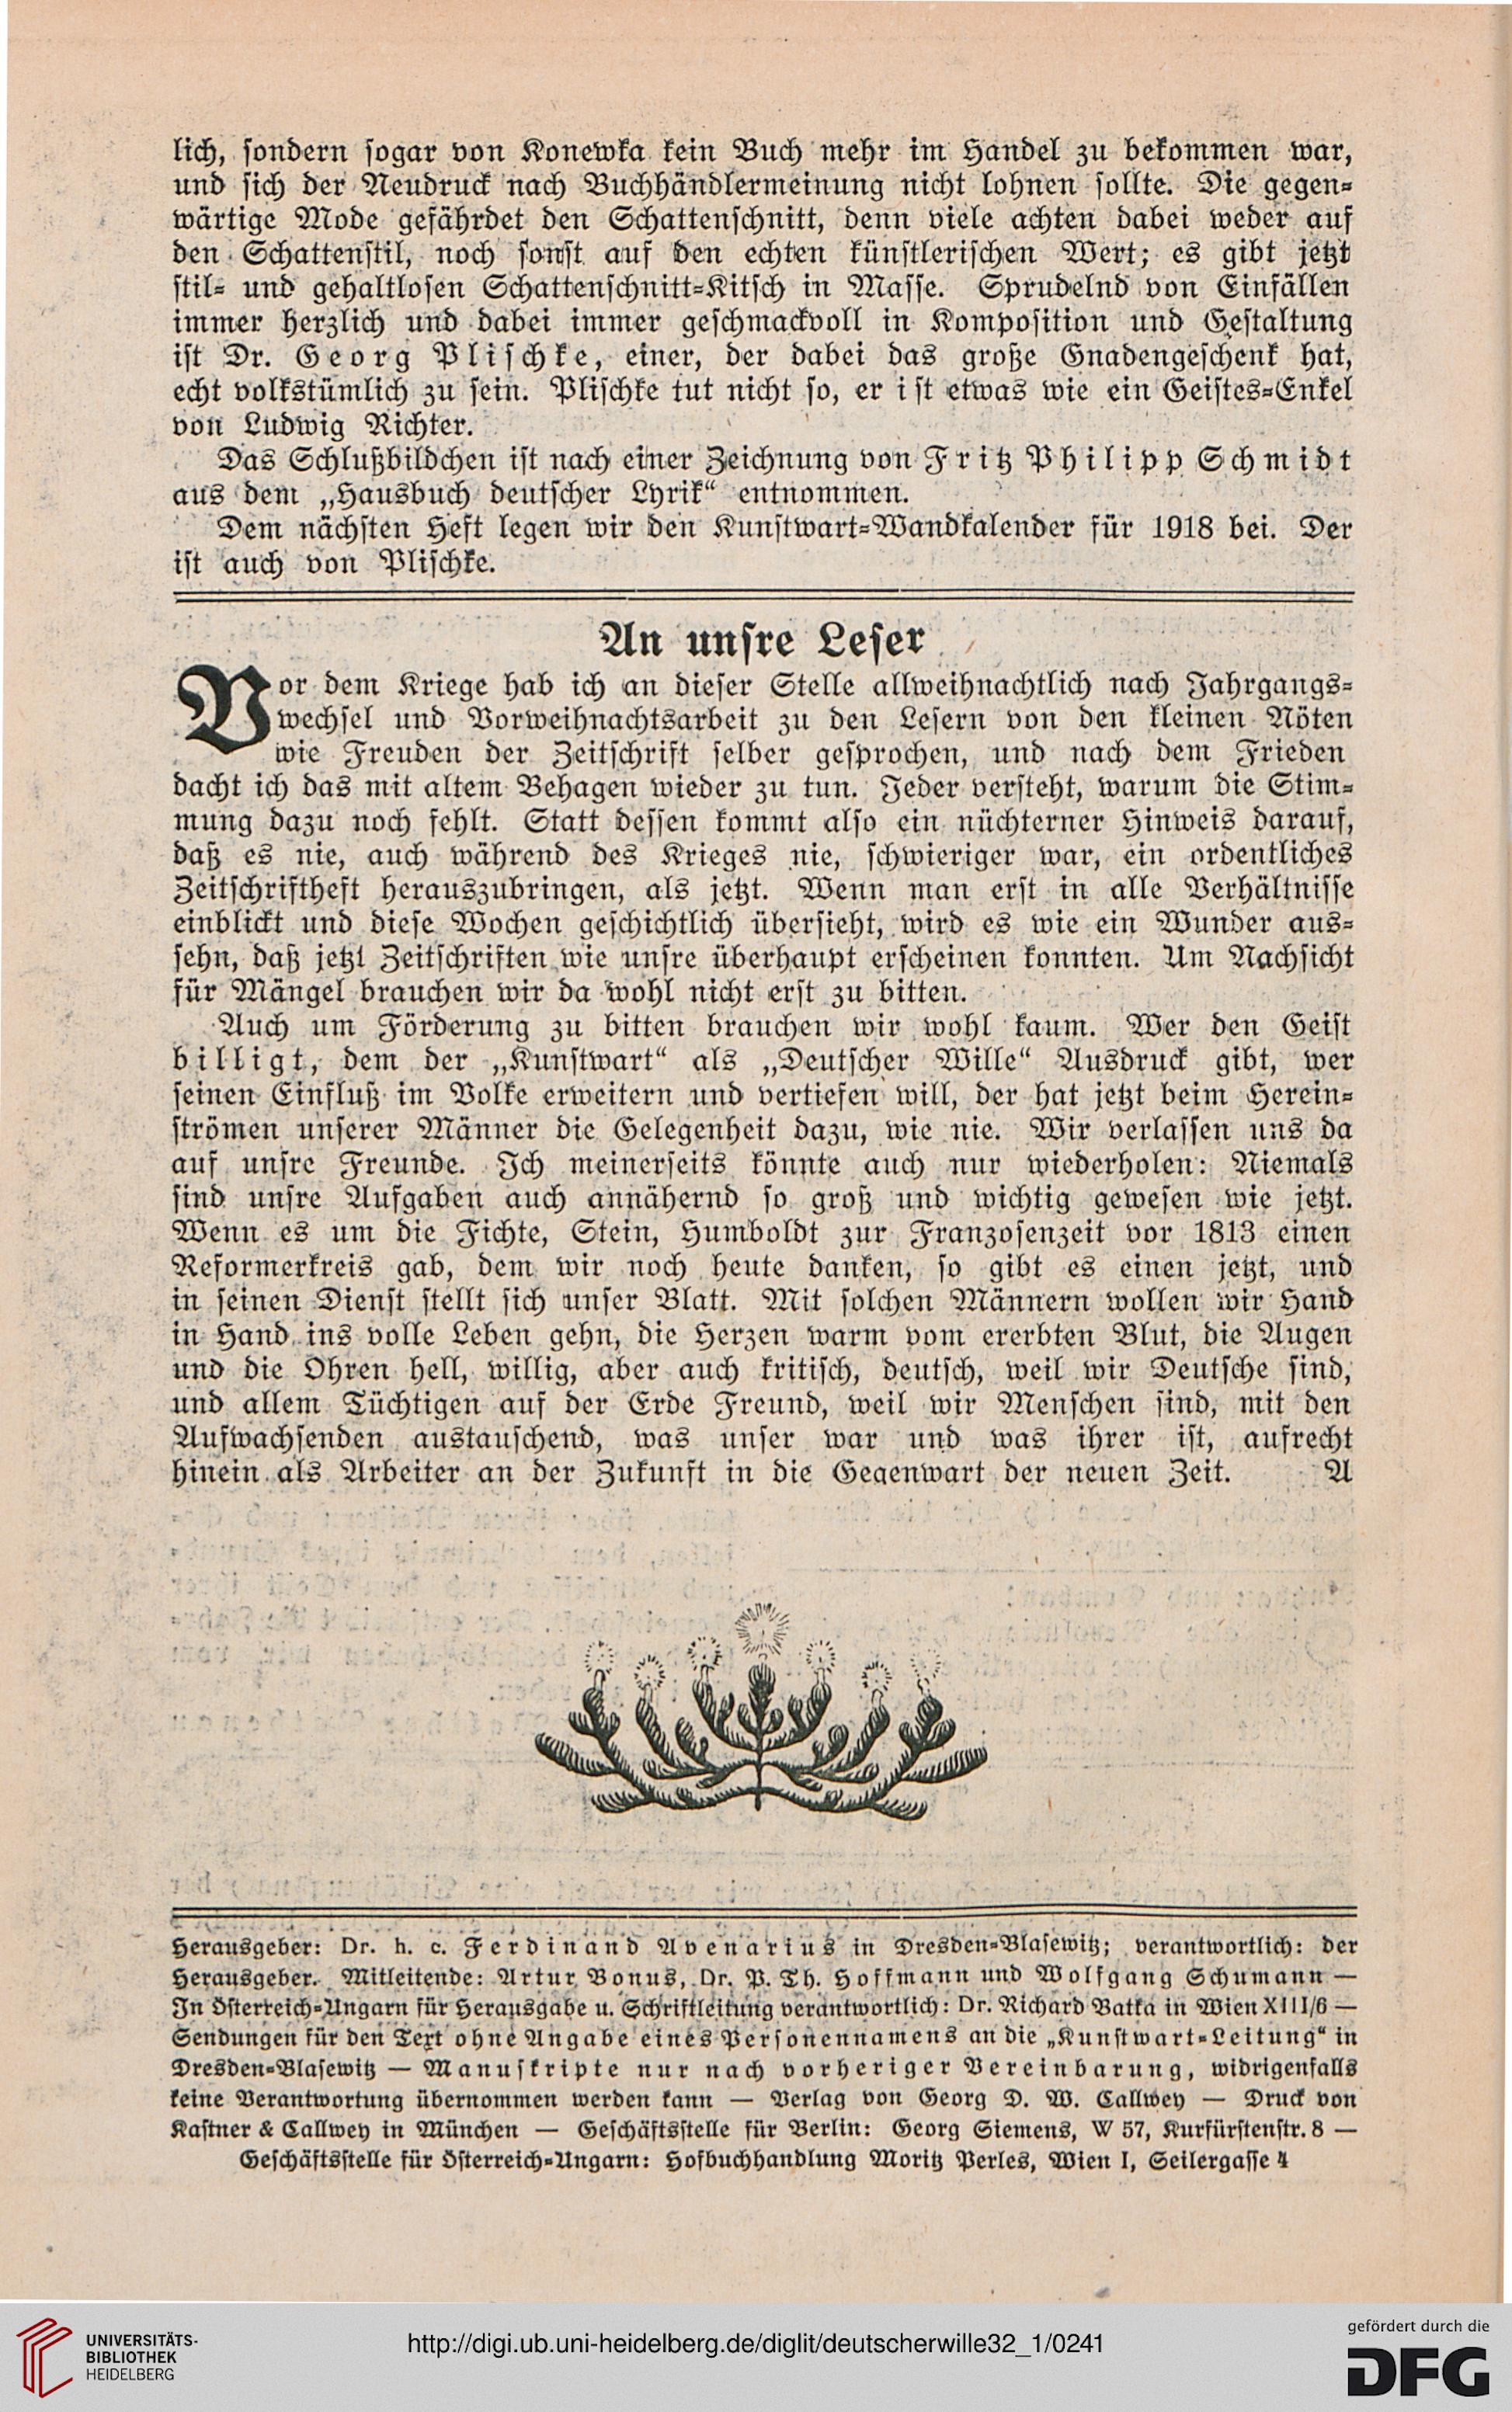 lich, sondern sogar von Konewka kein Buch mehr im Handel zu bekommen war,
und sich der Neudruck nach Buchhändlermeinung nicht lohnen sollte. Die gegen-
wärtige Mode gefährdet den Schattenschnitt, denn viele achten dabei weder auf
den Schattenstil, noch sonst auf den echten künstlerischen Wert; es gibt jetzt
stil- und gehaltlosen Schattenschnitt-Kitsch in Masse. Sprudelnd von Einfällen
immer herzlich und dabei immer geschmackvoll in Komposition und Gestaltung
ist Dr. Georg Plischke, einer, der dabei das große Gnadengeschenk hat,
echt volkstümlich zu sein. Plischke tut nicht so, er ist etwas wie ein Geistes-Enkel
von Ludwig Richter.
Das Schlußbildchen ist nach einer Zeichnung von Fritz Philipp Schmidt
aus dem „Hausbuch deutscher Lyrik“ entnommen.
Dem nächsten Heft legen wir den Kunstwart-Wandkalender für 1918 bei. Der
ist auch von Plischke.
An unsre Leser
Vor dem Kriege hab ich an dieser Stelle allweihnachtlich nach Jahrgangs-
wechsel und Vorweihnachtsarbeit zu den Lesern von den kleinen Nöten
wie Freuden der Zeitschrift selber gesprochen, und nach dem Frieden
dacht ich das mit altem Behagen wieder zu tun. Jeder versteht, warum die Stim-
mung dazu noch fehlt. Statt dessen kommt also ein nüchterner Hinweis darauf,
daß es nie, auch während des Krieges nie, schwieriger war, ein ordentliches
Zeitschriftheft herauszubringen, als jetzt. Wenn man erst in alle Verhältnisse
einblickt und diese Wochen geschichtlich übersieht, wird es wie ein Wunder aus-
sehn, daß jetzt Zeitschriften wie unsre überhaupt erscheinen konnten. Um Nachsicht
für Mängel brauchen wir da wohl nicht erst zu bitten.
Auch um Förderung zu bitten brauchen wir wohl kaum. Wer den Geist
billigt, dem der „Kunstwart“ als „Deutscher Wille“ Ausdruck gibt, wer
seinen Einfluß im Volke erweitern und vertiefen will, der hat jetzt beim Herein-
strömen unserer Männer die Gelegenheit dazu, wie nie. Wir verlassen uns da
auf unsre Freunde. Ich meinerseits könnte auch nur wiederholen: Niemals
sind unsre Aufgaben auch annähernd so groß und wichtig gewesen wie jetzt.
Wenn es um die Fichte, Stein, Humboldt zur Franzosenzeit vor 1813 einen
Reformerkreis gab, dem wir noch heute danken, so gibt es einen jetzt, und
in seinen Dienst stellt sich unser Blatt. Mit solchen Männern wollen wir Hand
in Hand ins volle Leben gehn, die Herzen warm vom ererbten Blut, die Augen
und die Ohren hell, willig, aber auch kritisch, deutsch, weil wir Deutsche sind,
und allem Tüchtigen auf der Erde Freund, weil wir Menschen sind, mit den
Aufwachsenden austauschend, was unser war und was ihrer ist, aufrecht
hinein als Arbeiter an der Zukunft in die Gegenwart der neuen Zeit. A
Herausgeber: Dr. h. c. Ferdinand Avenarius in Dresden-Blasewitz; verantwortlich: der
Herausgeber. Mitleitende: Artur Bonus, Dr. P. Th. Hoffmann und Wolfgang Schumann —
In Österreich-Ungarn für Herausgabe u. Schriftleitung verantwortlich: Dr. Richard Batka in Wien XIII/6 —
Sendungen für den Text ohne Angabe eines Personennamens an die „Kunstwart-Leitung“ in
Dresden-Blasewitz — Manuskripte nur nach vorheriger Vereinbarung, widrigenfalls
keine Verantwortung übernommen werden kann — Verlag von Georg D. W. Callwey — Druck von
Kastner & Callwey in München — Geschäftsstelle für Berlin: Georg Siemens, W 57, Kurfürstenstr. 8 —
Geschäftsstelle für Österreich-Ungarn: Hofbuchhandlung Moritz Perles, Wien I, Seilergasse 4
UNIVERSITÄTS-
BIBLIOTHEK
HEIDELBERG
http://digi.ub.uni-heidelberg.de/diglit/deutscherwille32_1/0241
gefördert durch die
DFG